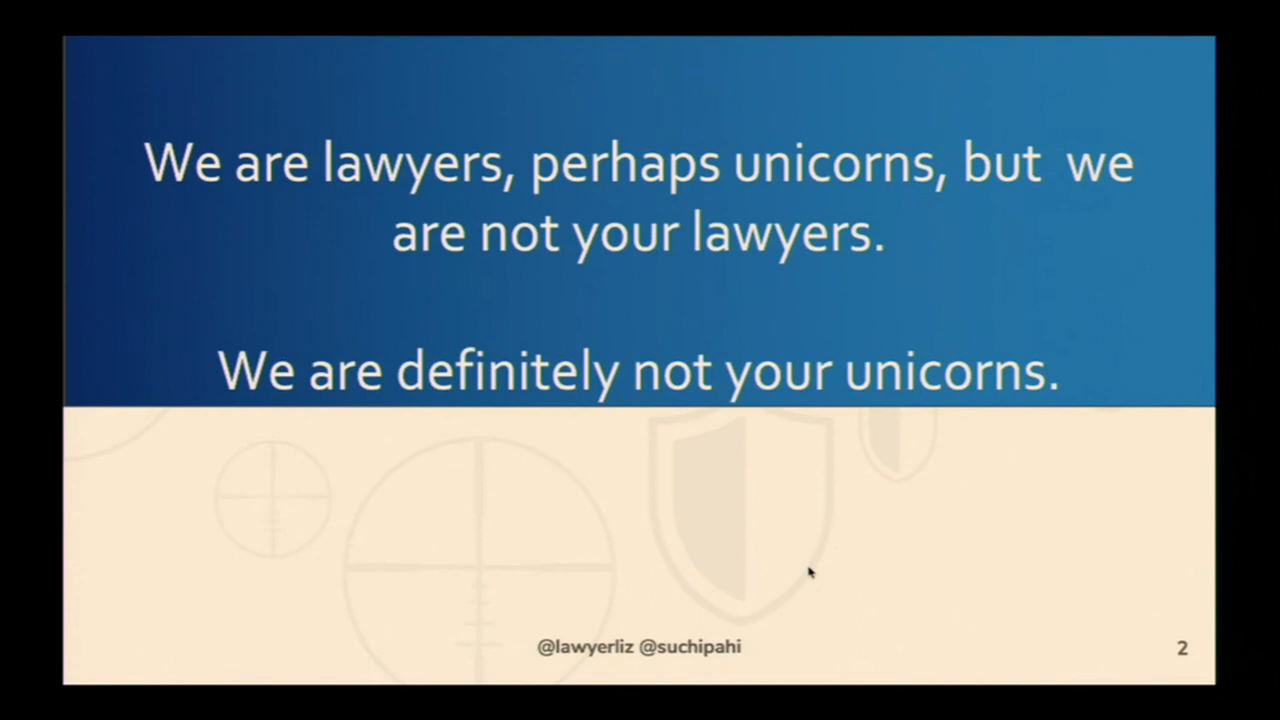 We are lawyers, perhaps unicorns, but  we
are not your lawyers.
We are definitely not your unicorns.
@lawyerliz @suchipahi
2